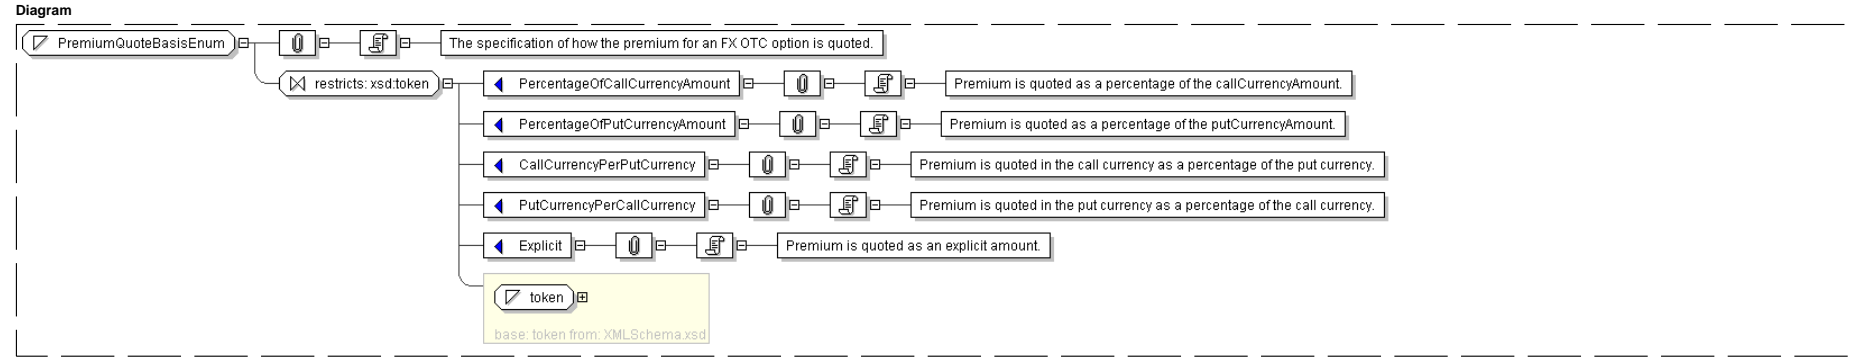 Diagram
PremiumQuoteBasisEnum The specification of how the premium for an FX OTC option is quoted.
restricts: xsd:token PercentageOfCallCurrencyAmount Premium is quoted as a percentage of the callCurrencyAmount.
PercentageOfPutCurrencyAmount Premium is quoted as a percentage of the putCurrencyAmount.
CallCurrencyPerPutCurrency Premium is quoted in the call currency as a percentage of the put currency.
PutCurrencyPerCallCurrency Premium is quoted in the put currency as a percentage of the call currency.
Explicit Premium is quoted as an explicit amount.
token
base: token from: XMLSchema.xsd